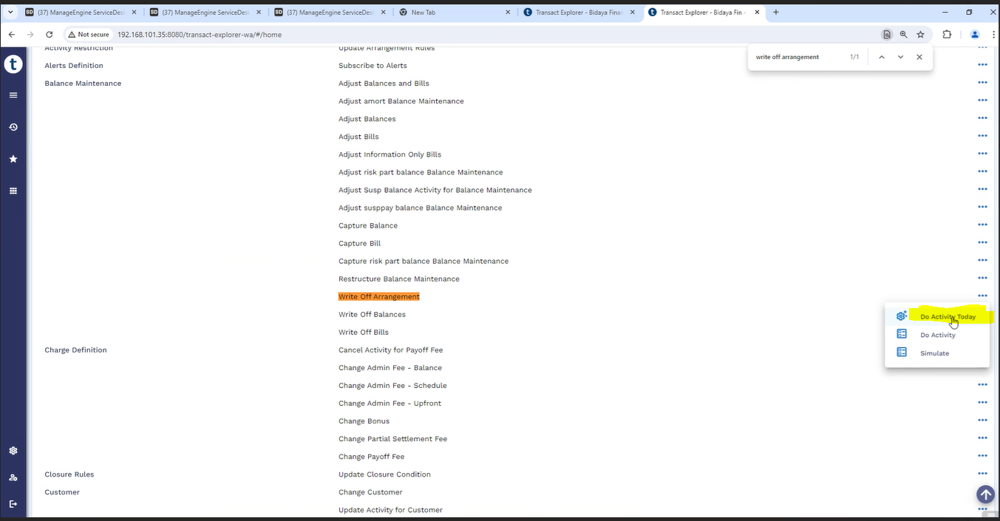 (37) ManageEngine ServiceDesk
(37) ManageEngine ServiceDesk
(37) ManageEngine ServiceDesk
New Tab
Transact Explorer - Bidaya Finan
Transact Explorer - Bidaya Fin -
Not secure 192.168.101.35:8080/transact-explorer-wa/#/home
write off arrangement 1/1
t
Activity Restriction Update Arrangement Rules
Alerts Definition Subscribe to Alerts
Balance Maintenance Adjust Balances and Bills
Adjust amort Balance Maintenance
Adjust Balances
Adjust Bills
Adjust Information Only Bills
Adjust risk part balance Balance Maintenance
Adjust Susp Balance Activity for Balance Maintenance
Adjust susppay balance Balance Maintenance
Capture Balance
Capture Bill
Capture risk part balance Balance Maintenance
Restructure Balance Maintenance
Write Off Arrangement
Write Off Balances
Do Activity Today
Write Off Bills
Do Activity
Charge Definition Cancel Activity for Payoff Fee
Simulate
Change Admin Fee - Balance
Change Admin Fee - Schedule
Change Admin Fee - Upfront
Change Bonus
Change Partial Settlement Fee
Change Payoff Fee
Closure Rules Update Closure Condition
Customer Change Customer
Update Activity for Customer